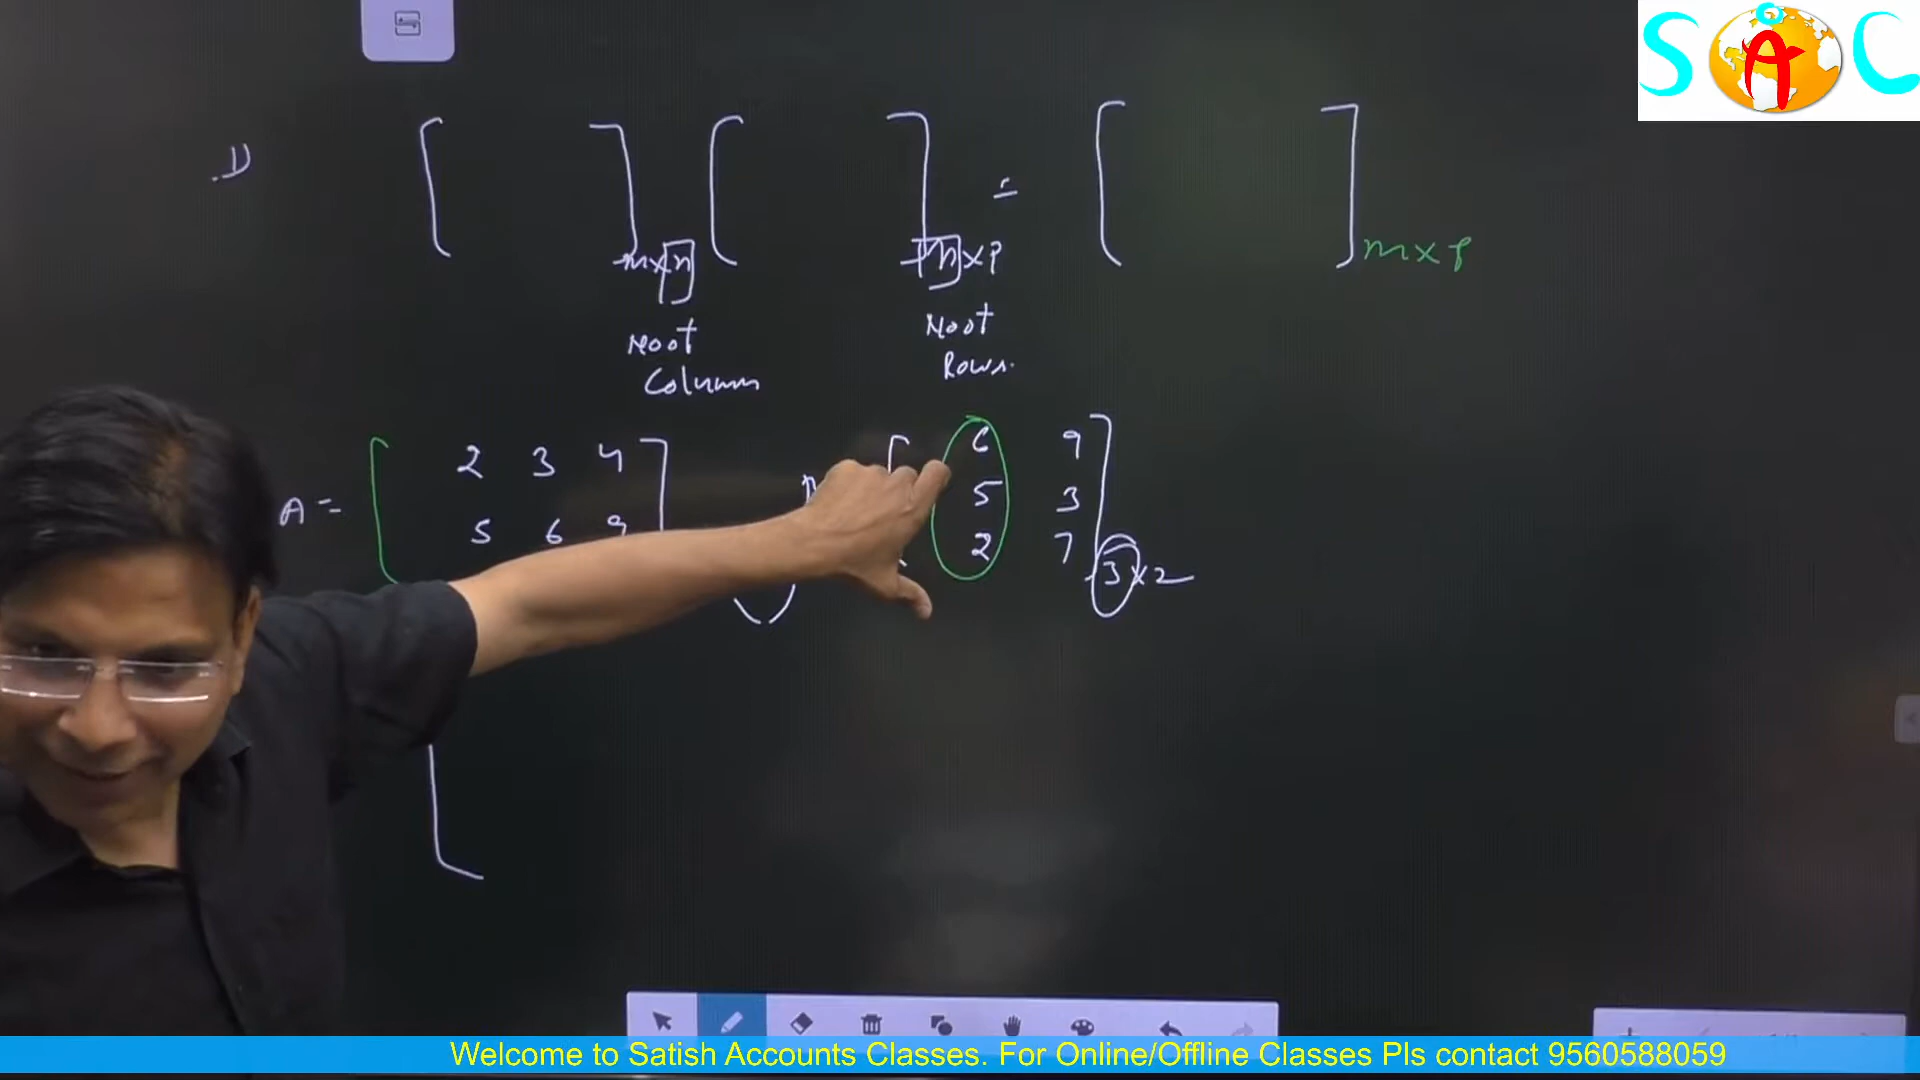 SAC
1)
[ ] m×n [ ] n×p = [ ] m×p
No of Column
No of Rows.
A = [ 2 3 4
5 6 9
[ 6 9
5 3
2 7 ] 3×2
Welcome to Satish Accounts Classes. For Online/Offline Classes Pls contact 9560588059